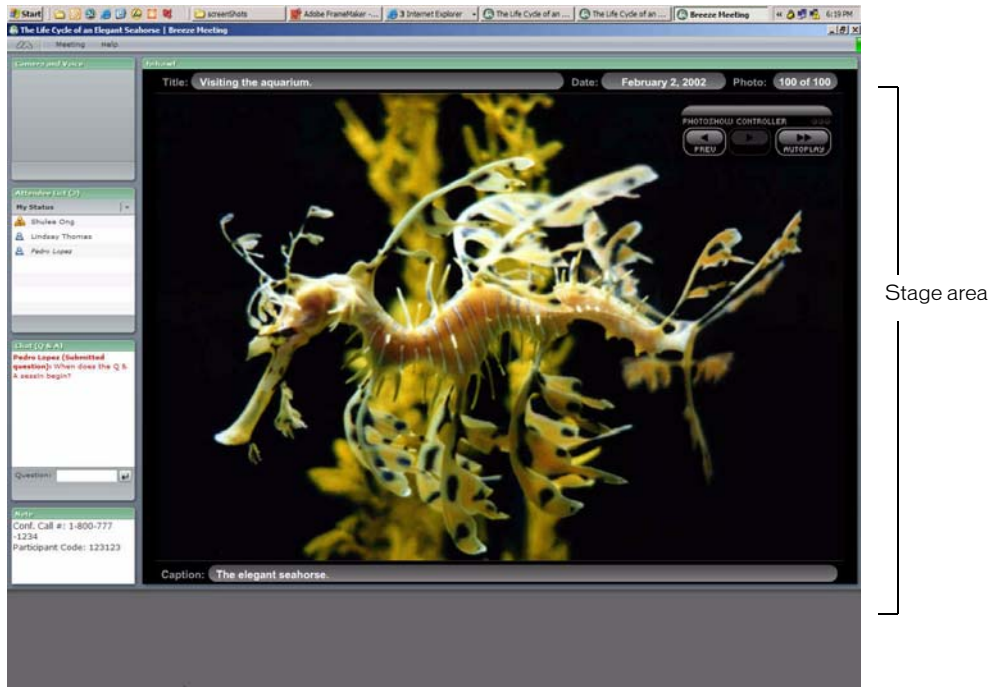 Start
screenShots
Adobe FrameMaker -...
3 Internet Explorer
The Life Cycle of an ...
The Life Cycle of an ...
Breeze Meeting
6:19 PM
The Life Cycle of an Elegant Seahorse | Breeze Meeting
Meeting Help
Camera and Voice
Title: Visiting the aquarium.
Date: February 2, 2002
Photo: 100 of 100
PHOTOSHOW CONTROLLER
PREV
AUTOPLAY
Attendee List (3)
My Status
Shulee Ong
Lindsay Thomas
Pedro Lopez
Stage area
Chat (Q & A)
Pedro Lopez (Submitted
question): When does the Q &
A sessin begin?
Question:
Note
Conf. Call #: 1-800-777
-1234
Participant Code: 123123
Caption: The elegant seahorse.